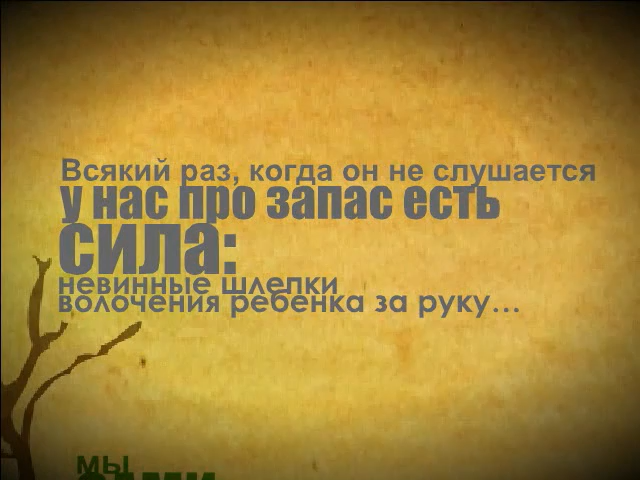 Всякий раз, когда он не слушается
у нас про запас есть
сила:
невинные шлепки
волочения ребенка за руку...
мы